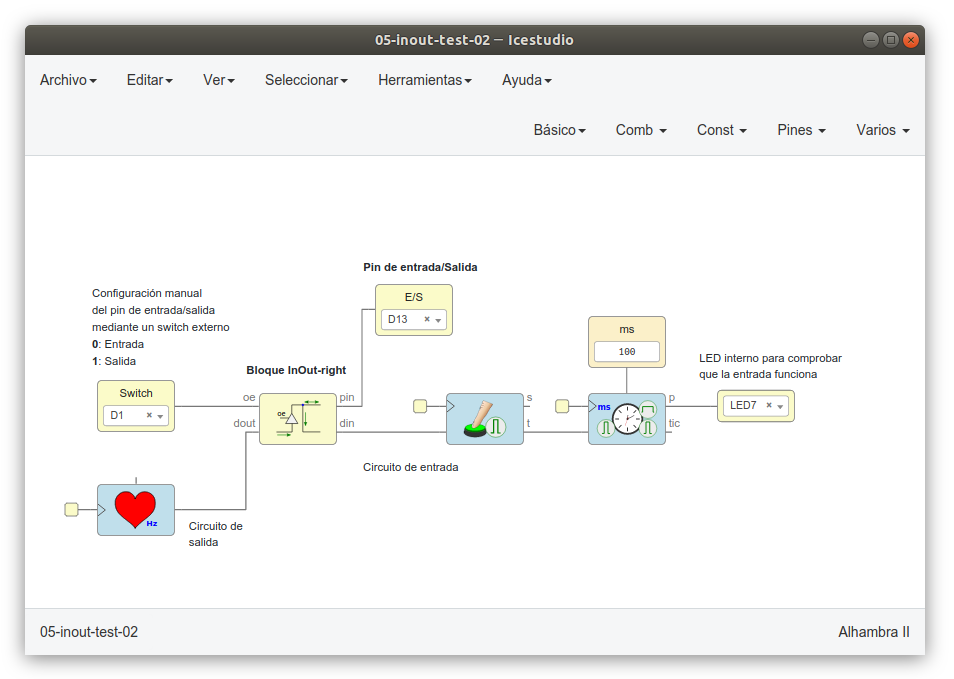 05-inout-test-02 – Icestudio
Archivo Editar Ver Seleccionar Herramientas Ayuda
Básico Comb Const Pines Varios
Pin de entrada/Salida
E/S
D13
Configuración manual
del pin de entrada/salida
mediante un switch externo
0: Entrada
1: Salida
Switch
D1
Bloque InOut-right
oe
dout
oe
pin
din
s
t
ms
100
ms
p
tic
LED interno para comprobar
que la entrada funciona
LED7
Circuito de entrada
Hz
Circuito de
salida
05-inout-test-02
Alhambra II